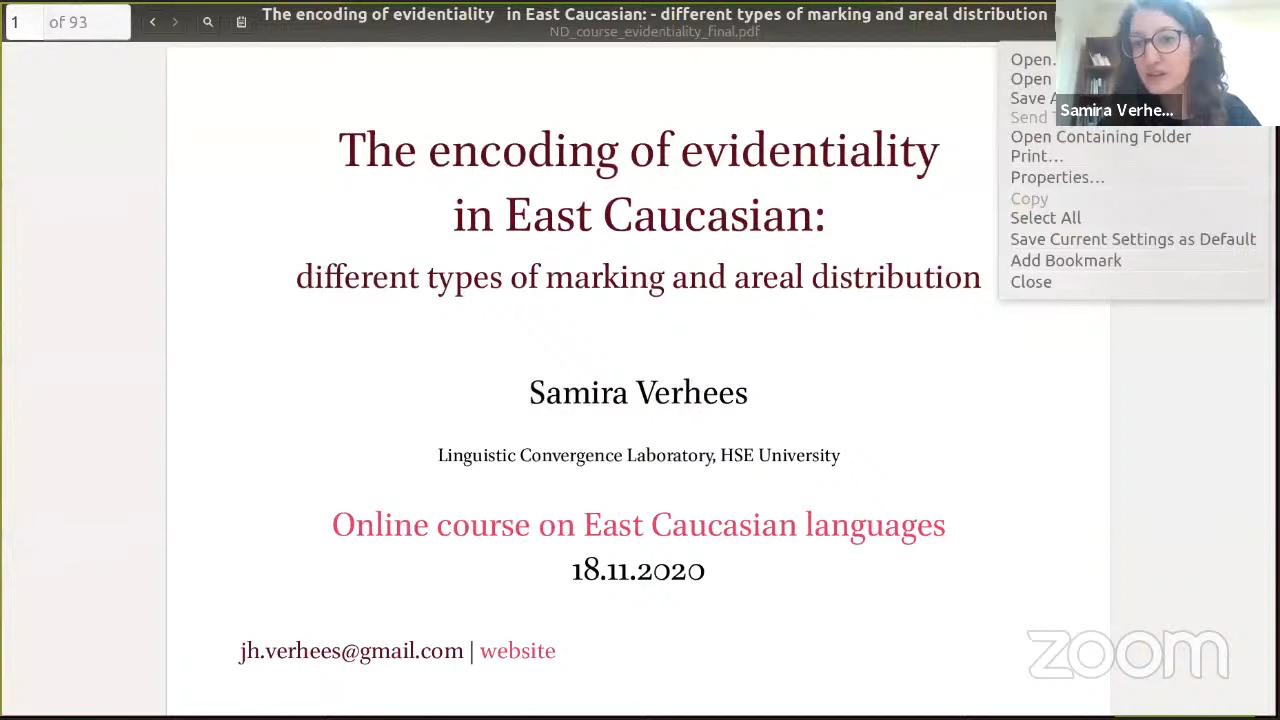 1 of 93
The encoding of evidentiality in East Caucasian: - different types of marking and areal distribution
ND_course_evidentiality_final.pdf
Open.
Open
Save A
Send
Open Containing Folder
Print...
Properties...
Copy
Select All
Save Current Settings as Default
Add Bookmark
Close
Samira Verhe...
The encoding of evidentiality
in East Caucasian:
different types of marking and areal distribution
Samira Verhees
Linguistic Convergence Laboratory, HSE University
Online course on East Caucasian languages
18.11.2020
jh.verhees@gmail.com | website
zoom